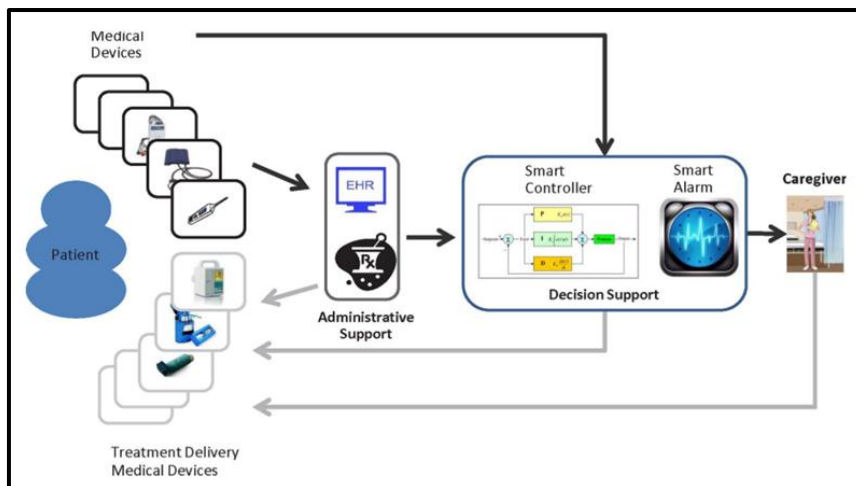 Medical
Devices
Patient
EHR
Rx
Administrative
Support
Smart
Controller
Smart
Alarm
P
I
D
Decision Support
Caregiver
Treatment Delivery
Medical Devices